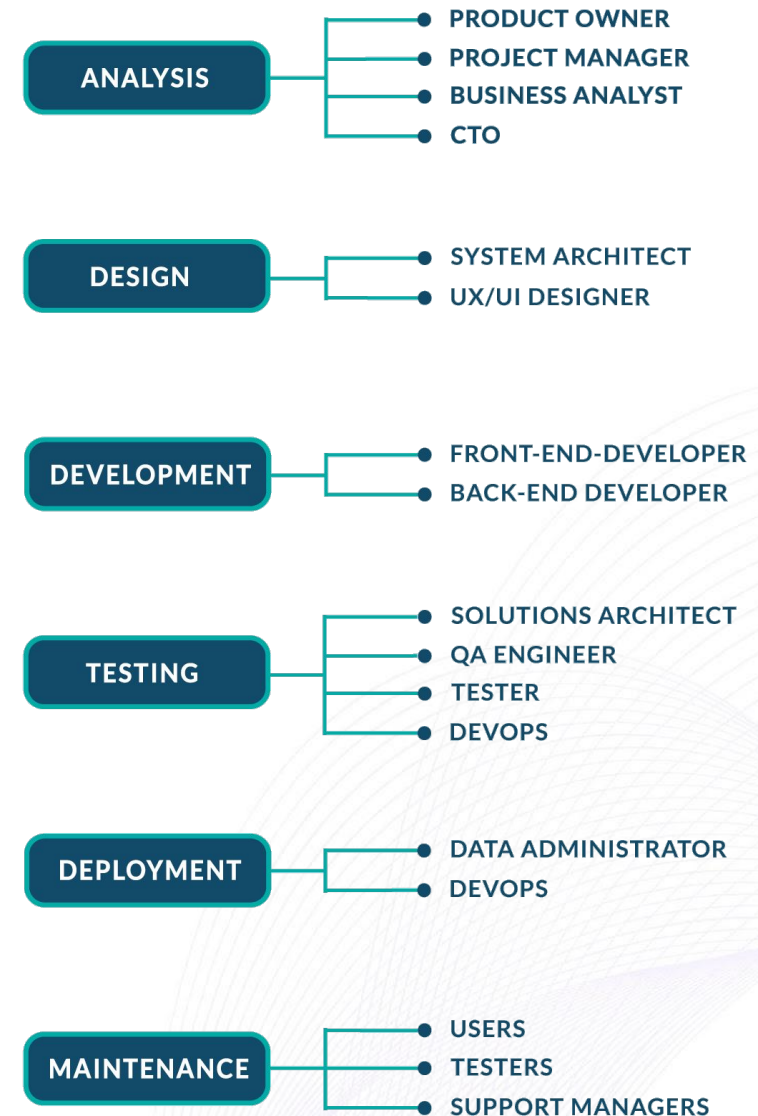 ANALYSIS
PRODUCT OWNER
PROJECT MANAGER
BUSINESS ANALYST
CTO
DESIGN
SYSTEM ARCHITECT
UX/UI DESIGNER
DEVELOPMENT
FRONT-END-DEVELOPER
BACK-END DEVELOPER
TESTING
SOLUTIONS ARCHITECT
QA ENGINEER
TESTER
DEVOPS
DEPLOYMENT
DATA ADMINISTRATOR
DEVOPS
MAINTENANCE
USERS
TESTERS
SUPPORT MANAGERS